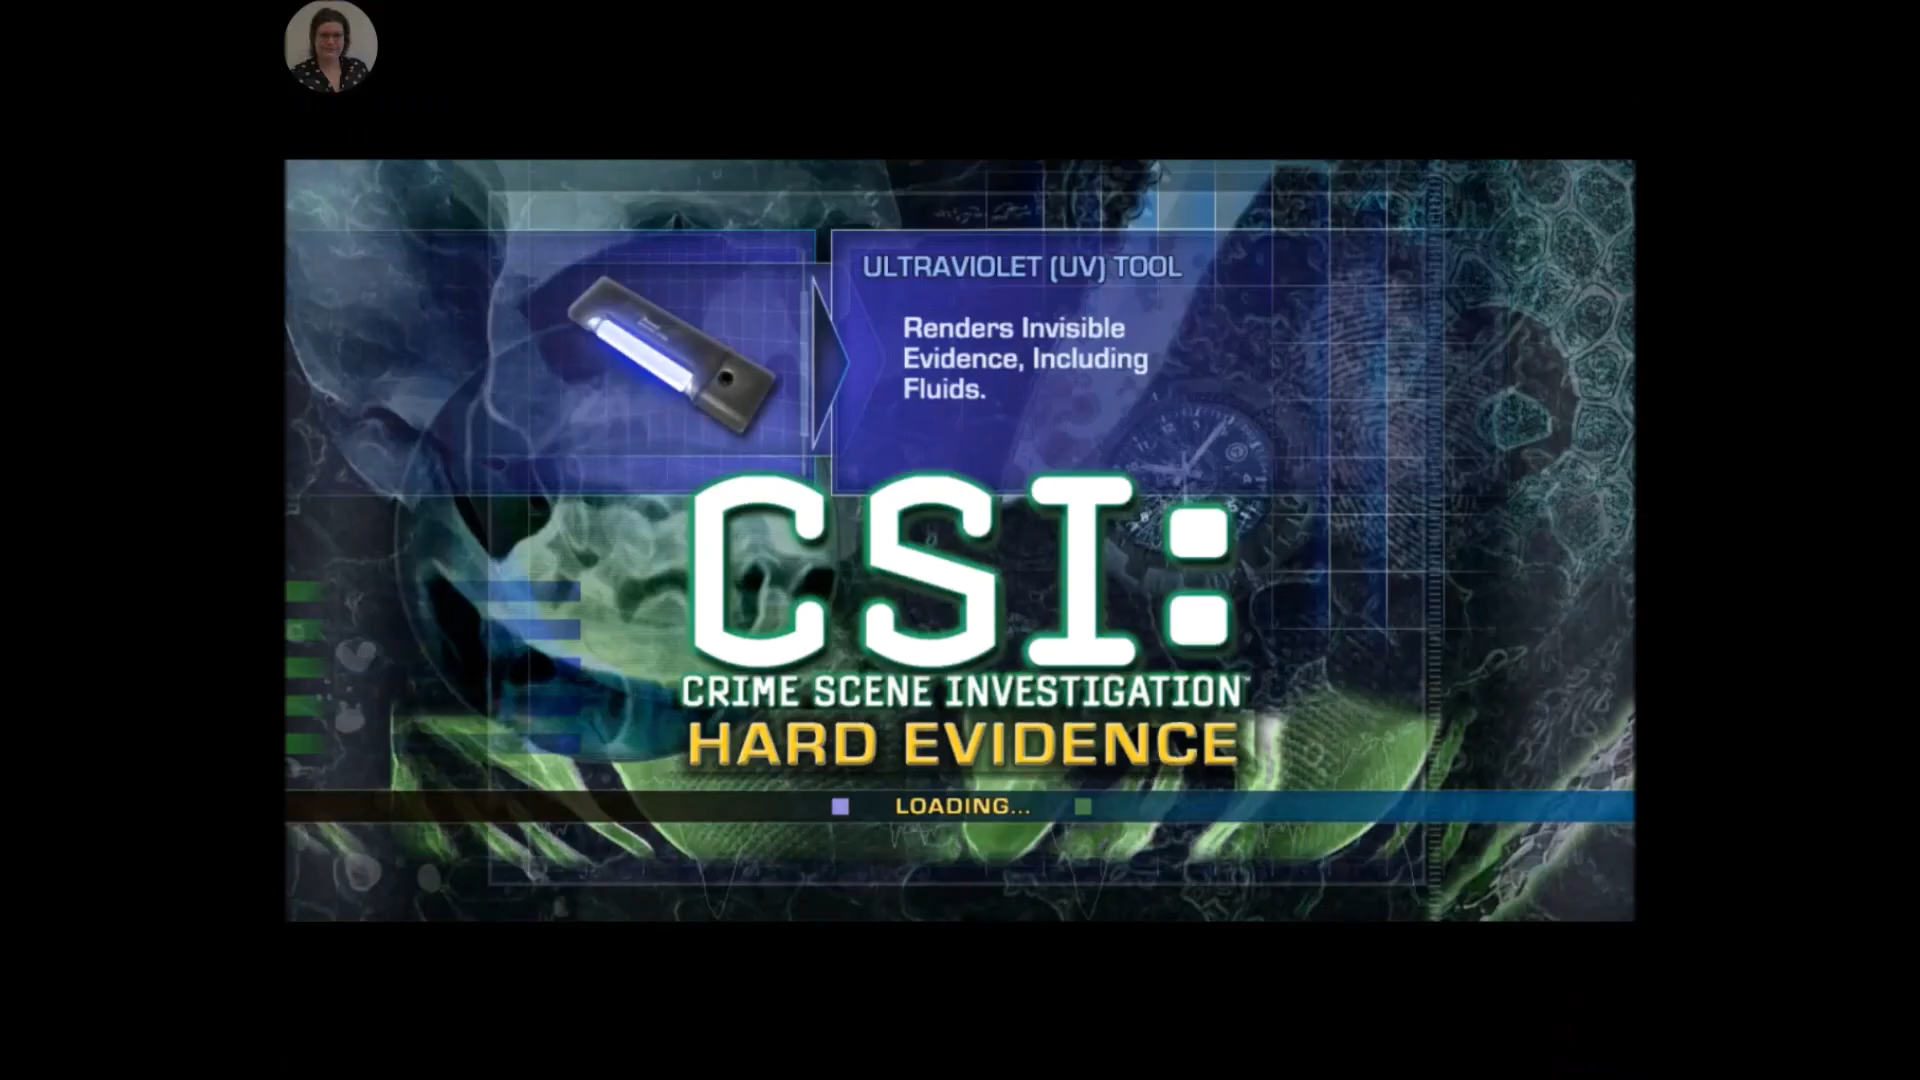 ULTRAVIOLET (UV) TOOL
Renders Invisible
Evidence, Including
Fluids.
CSI:
CRIME SCENE INVESTIGATION
HARD EVIDENCE
LOADING...